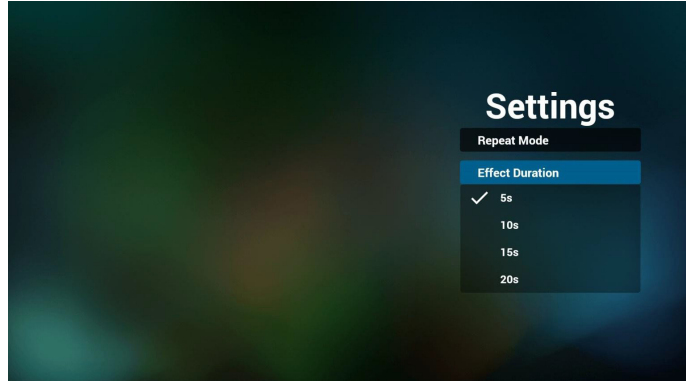 Settings
Repeat Mode
Effect Duration
5s
10s
15s
20s